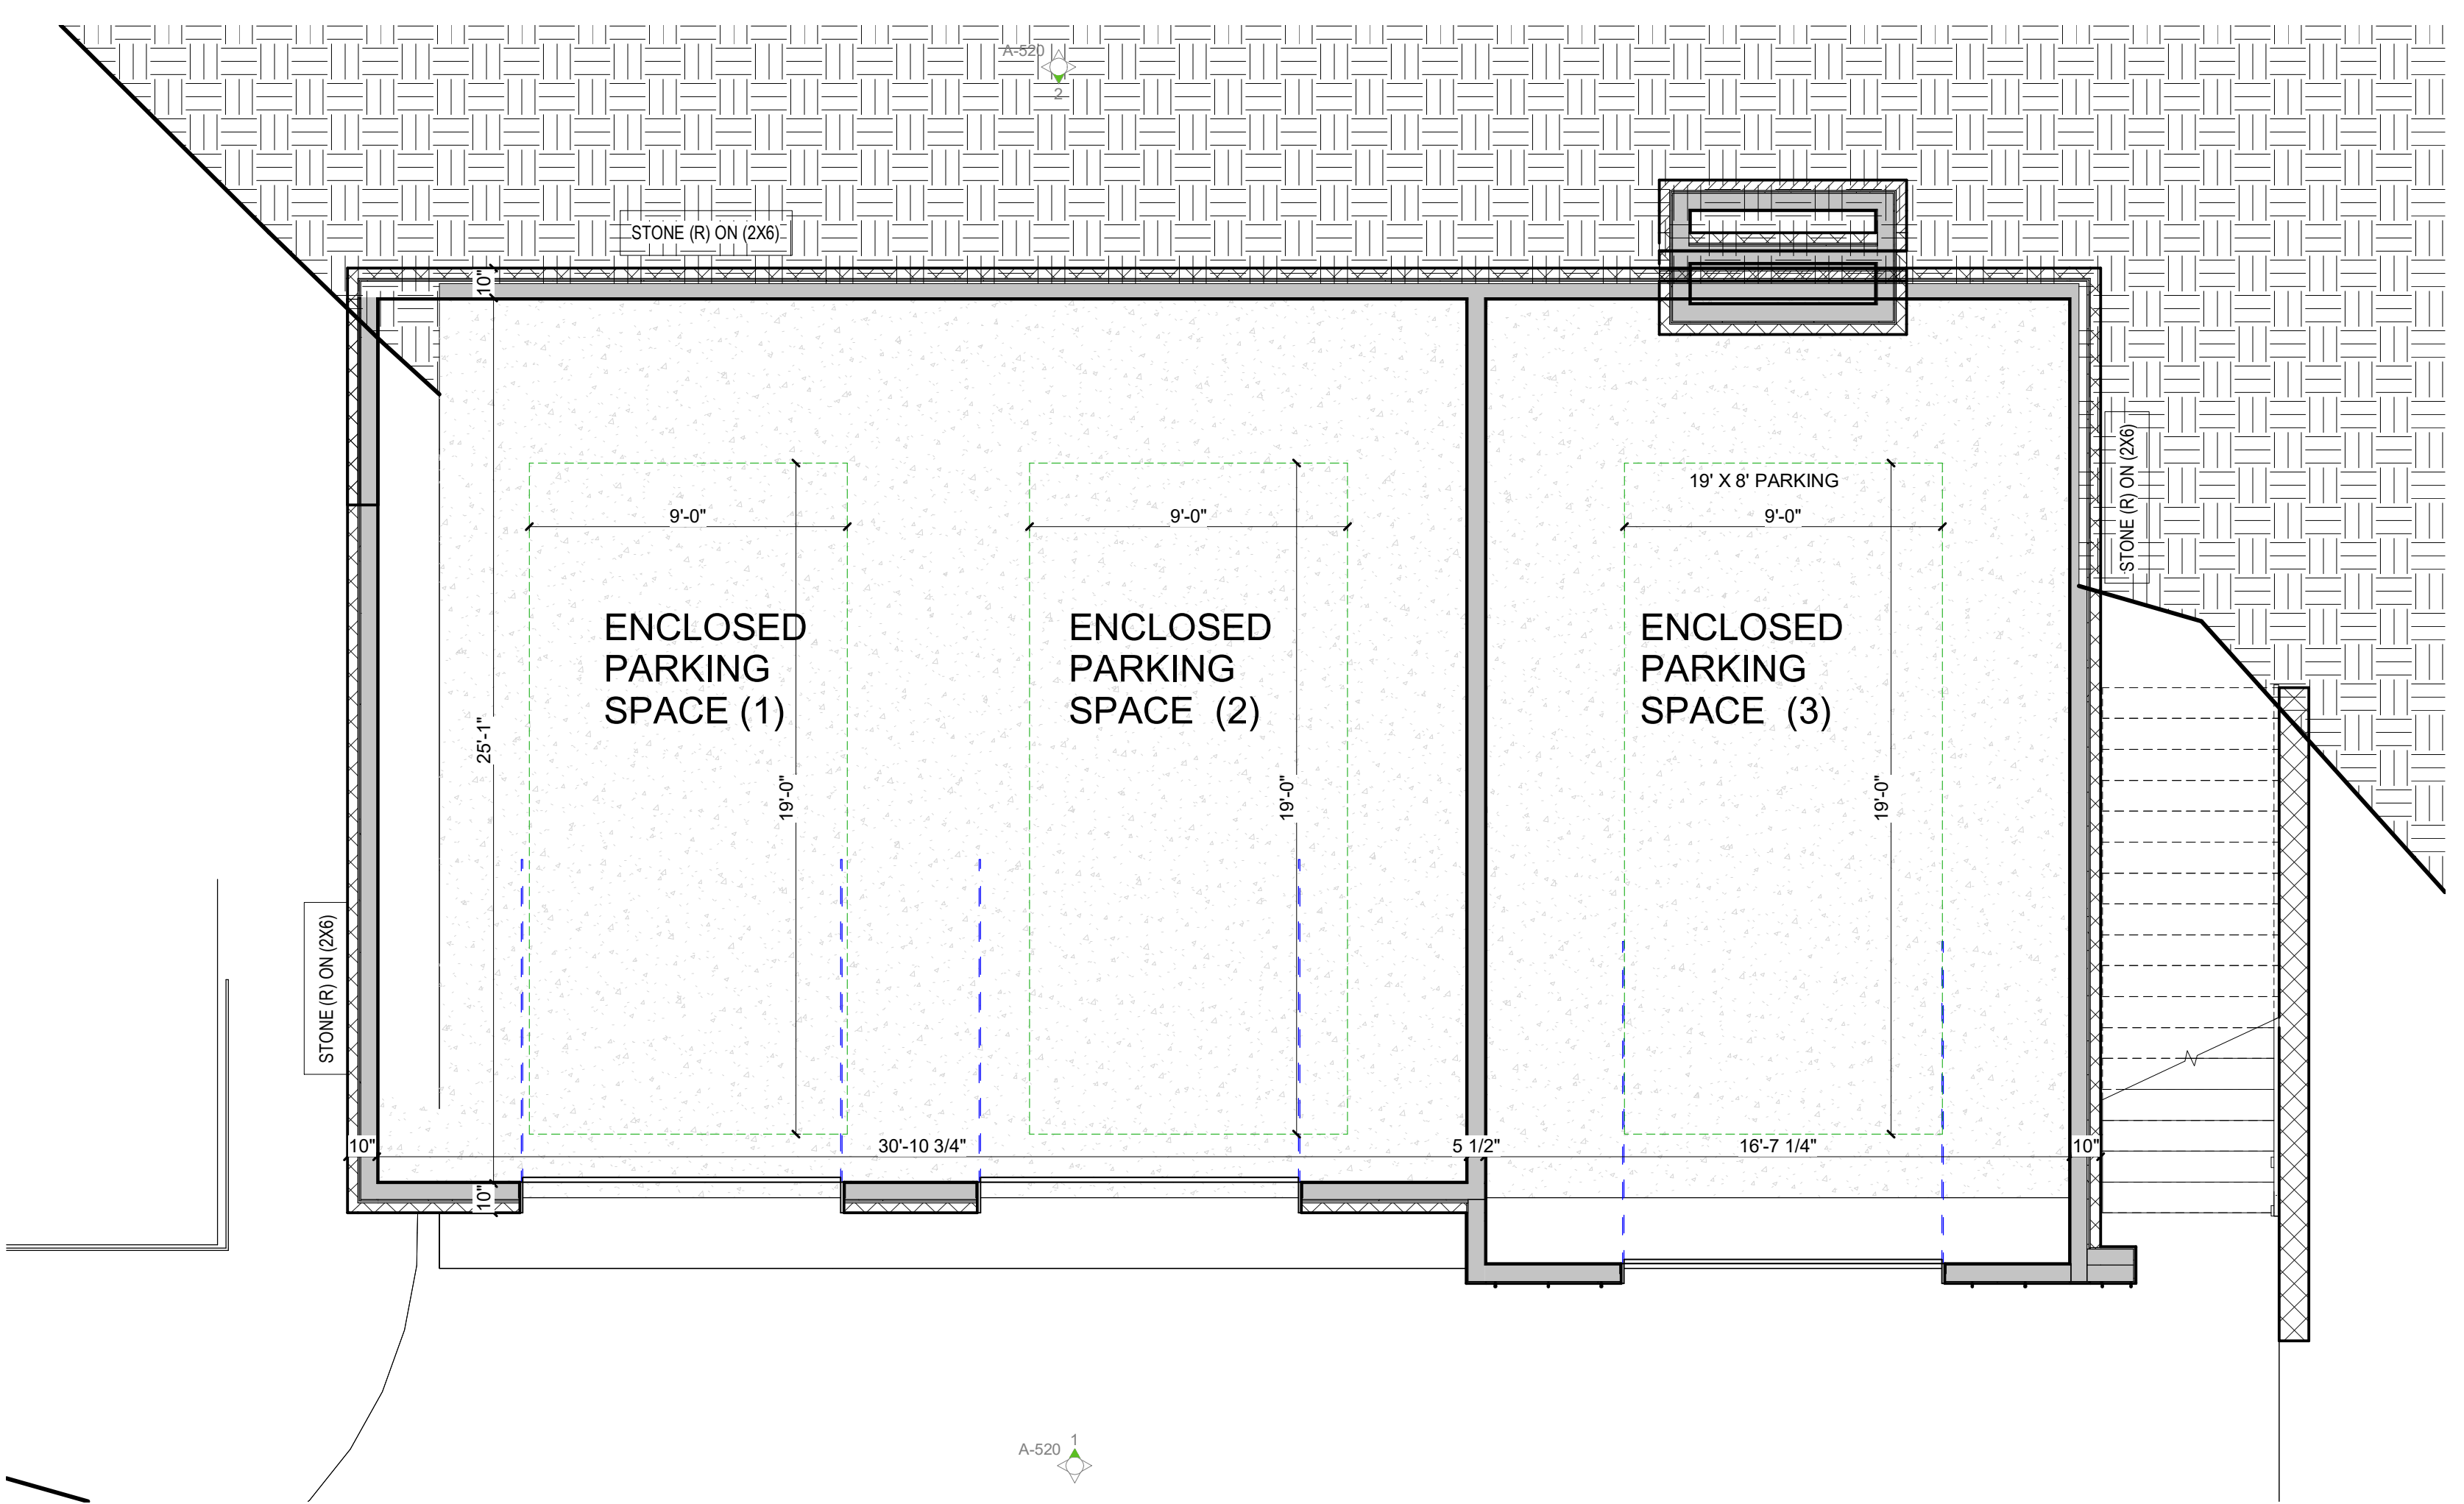 A-520
2
STONE (R) ON (2X6)
10"
19' X 8' PARKING
9'-0"
9'-0"
9'-0"
STONE (R) ON (2X6)
ENCLOSED
PARKING
SPACE (1)
ENCLOSED
PARKING
SPACE (2)
ENCLOSED
PARKING
SPACE (3)
25'-1"
19'-0"
19'-0"
19'-0"
STONE (R) ON (2X6)
10"
30'-10 3/4"
5 1/2"
16'-7 1/4"
10"
10"
A-520
1